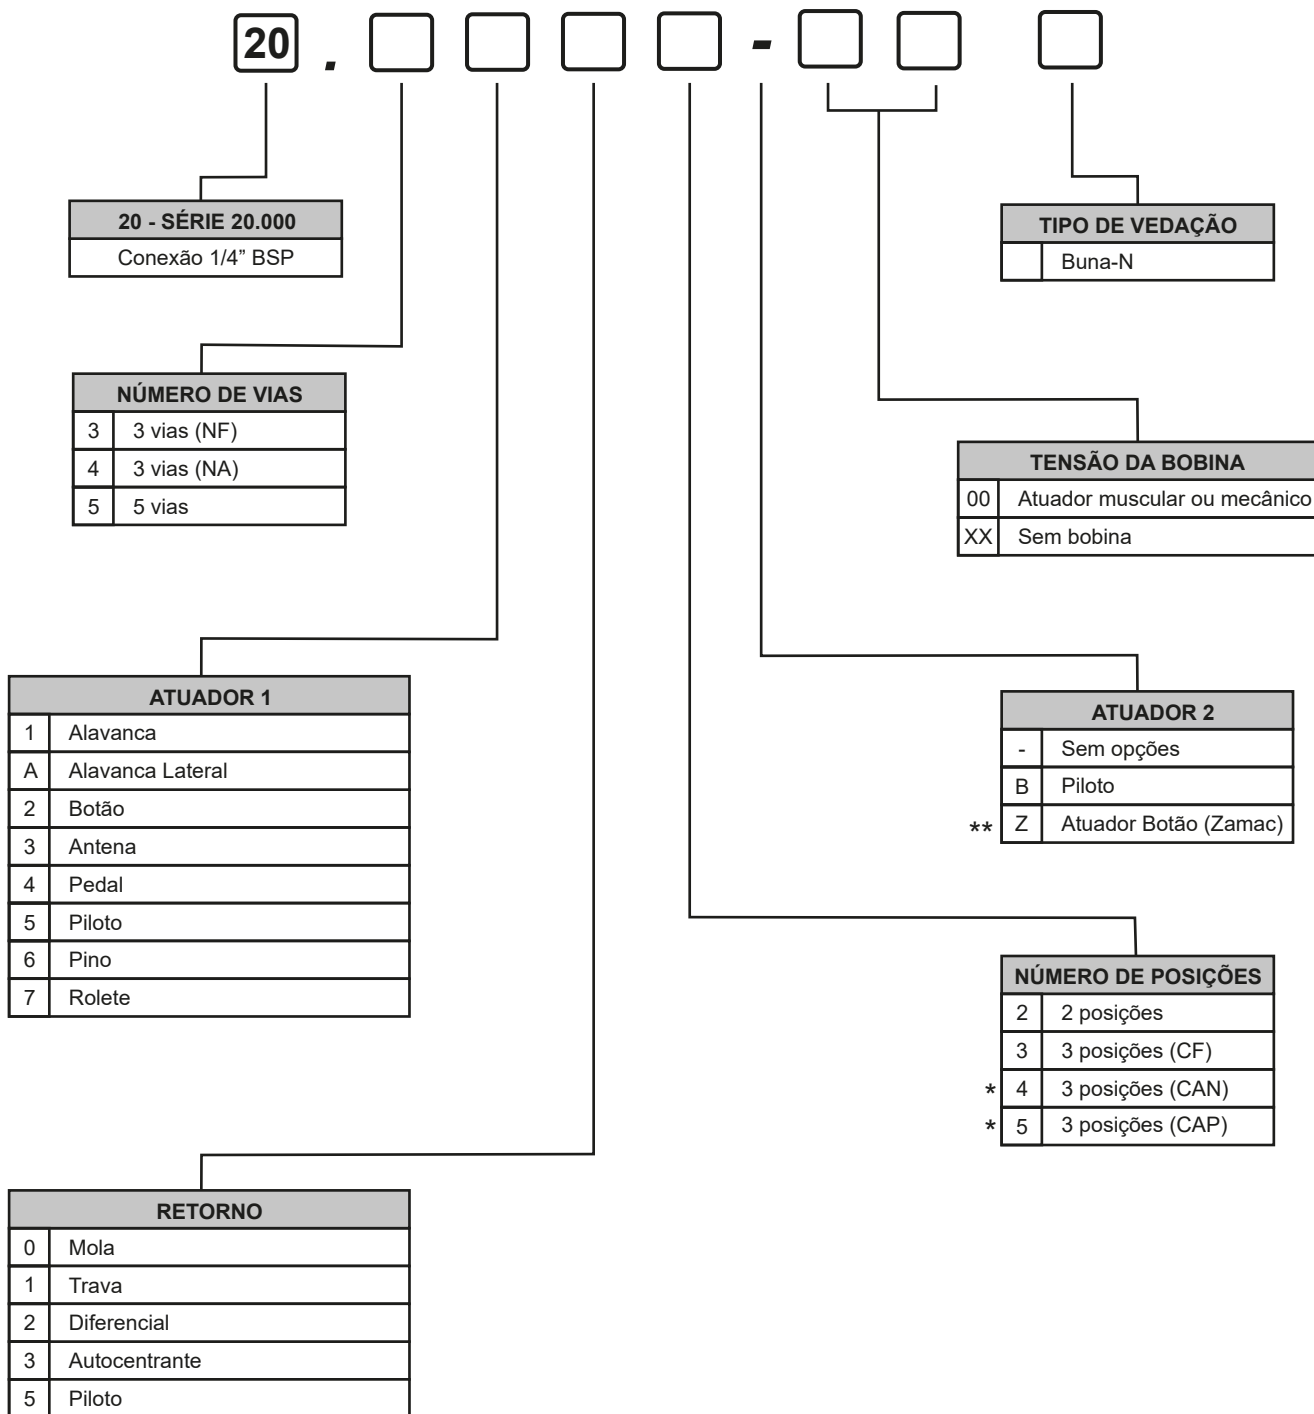 20 . -
20 - SÉRIE 20.000
Conexão 1/4” BSP
NÚMERO DE VIAS
3 3 vias (NF)
4 3 vias (NA)
5 5 vias
ATUADOR 1
1 Alavanca
A Alavanca Lateral
2 Botão
3 Antena
4 Pedal
5 Piloto
6 Pino
7 Rolete
RETORNO
0 Mola
1 Trava
2 Diferencial
3 Autocentrante
5 Piloto
TIPO DE VEDAÇÃO
Buna-N
TENSÃO DA BOBINA
00 Atuador muscular ou mecânico
XX Sem bobina
ATUADOR 2
- Sem opções
B Piloto
** Z Atuador Botão (Zamac)
NÚMERO DE POSIÇÕES
2 2 posições
3 3 posições (CF)
* 4 3 posições (CAN)
* 5 3 posições (CAP)